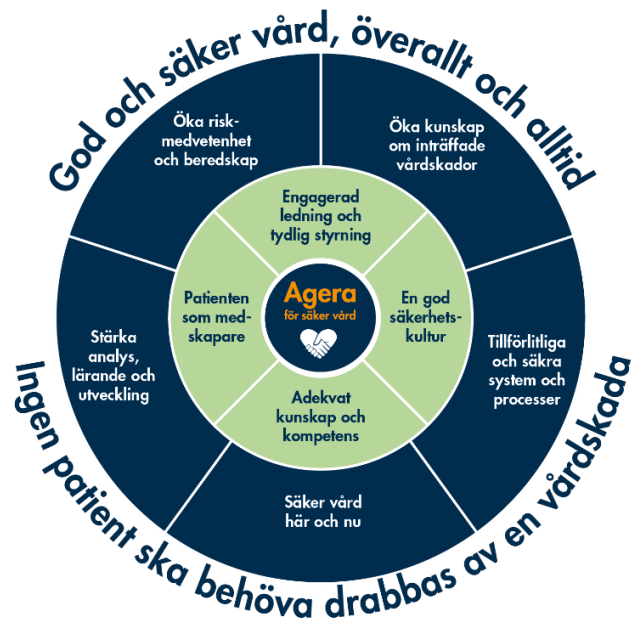 God och säker vård, överallt och alltid
Öka risk-
medvetenhet
och beredskap
Öka kunskap
om inträffade
vårdskador
Engagerad
ledning och
tydlig styrning
Patienten
som med-
skapare
Agera
för säker vård
En god
säkerhets-
kultur
Stärka
analys,
lärande och
utveckling
Tillförlitliga
och säkra
system och
processer
Adekvat
kunskap och
kompetens
Säker vård
här och nu
Ingen patient ska behöva drabbas av en vårdskada